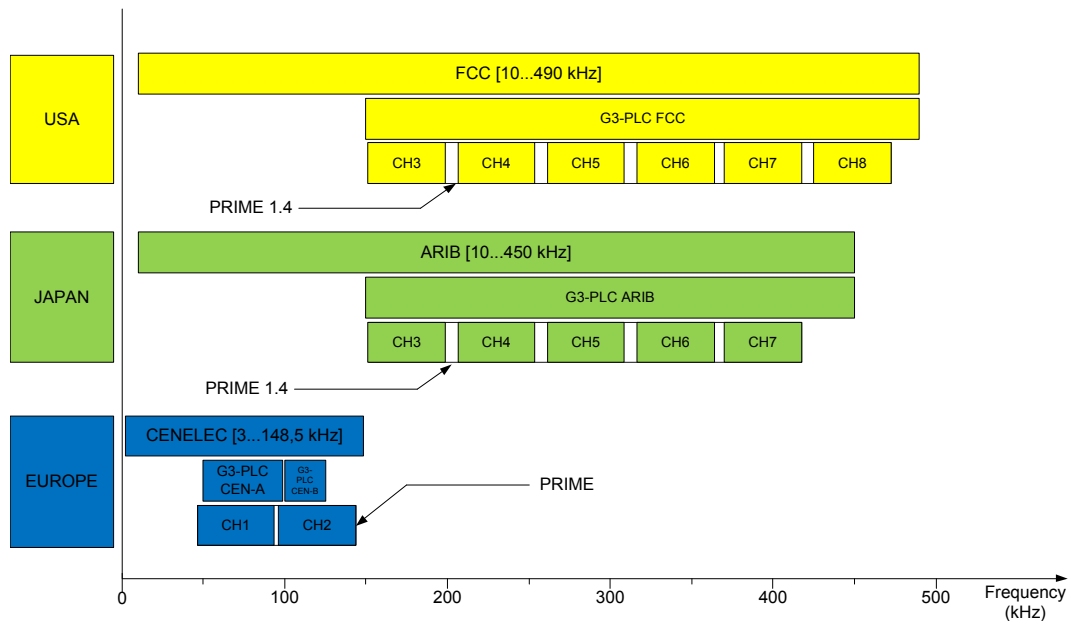 USA
FCC [10...490 kHz]
G3-PLC FCC
CH3
CH4
CH5
CH6
CH7
CH8
PRIME 1.4
JAPAN
ARIB [10...450 kHz]
G3-PLC ARIB
CH3
CH4
CH5
CH6
CH7
PRIME 1.4
EUROPE
CENELEC [3...148,5 kHz]
G3-PLC
CEN-A
G3-
PLC
CEN-B
CH1
CH2
PRIME
0
100
200
300
400
500
Frequency
(kHz)